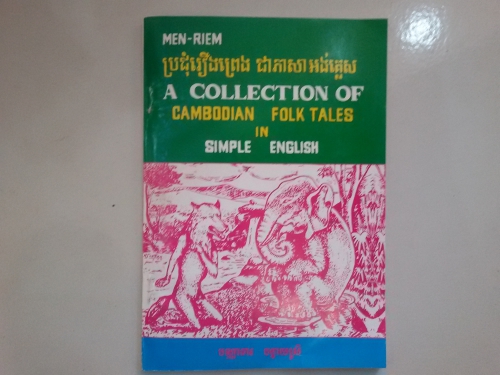 MEN-RIEM
ប្រជុំរឿងព្រេង ជាភាសា អង់គ្លេស
A COLLECTION OF
CAMBODIAN FOLK TALES
IN
SIMPLE ENGLISH